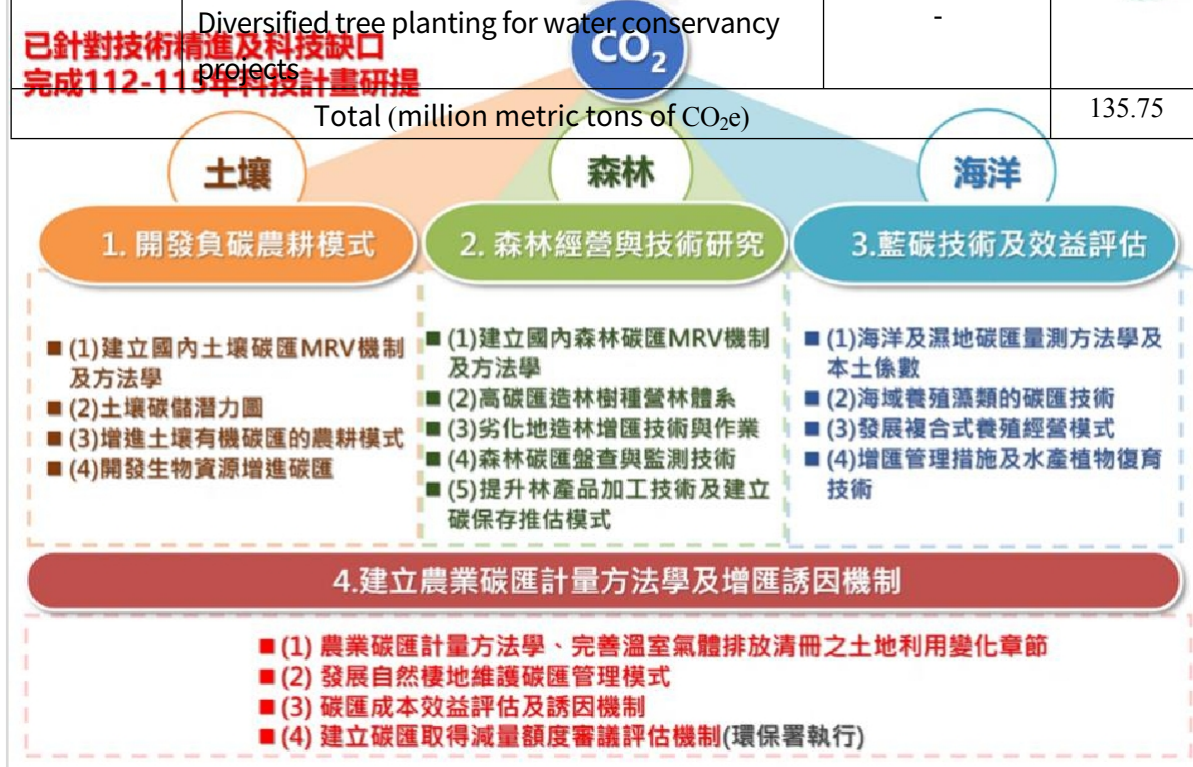 Diversified tree planting for water conservancy
projects
-
已針對技術精進及科技缺口
完成112-115年科技計畫研提
CO₂
Total (million metric tons of CO₂e)
135.75
土壤
森林
海洋
1. 開發負碳農耕模式
■ (1)建立國內土壤碳匯MRV機制
及方法學
■ (2)土壤碳儲潛力圖
■ (3)增進土壤有機碳匯的農耕模式
■ (4)開發生物資源增進碳匯
2. 森林經營與技術研究
■ (1)建立國內森林碳匯MRV機制
及方法學
■ (2)高碳匯造林樹種營林體系
■ (3)劣化地造林增匯技術與作業
■ (4)森林碳匯盤查與監測技術
■ (5)提升林產品加工技術及建立
碳保存推估模式
3.藍碳技術及效益評估
■ (1)海洋及濕地碳匯量測方法學及
本土係數
■ (2)海域養殖藻類的碳匯技術
■ (3)發展複合式養殖經營模式
■ (4)增匯管理措施及水產植物復育
技術
4.建立農業碳匯計量方法學及增匯誘因機制
■ (1) 農業碳匯計量方法學、完善溫室氣體排放清冊之土地利用變化章節
■ (2) 發展自然棲地維護碳匯管理模式
■ (3) 碳匯成本效益評估及誘因機制
■ (4) 建立碳匯取得減量額度審議評估機制(環保署執行)